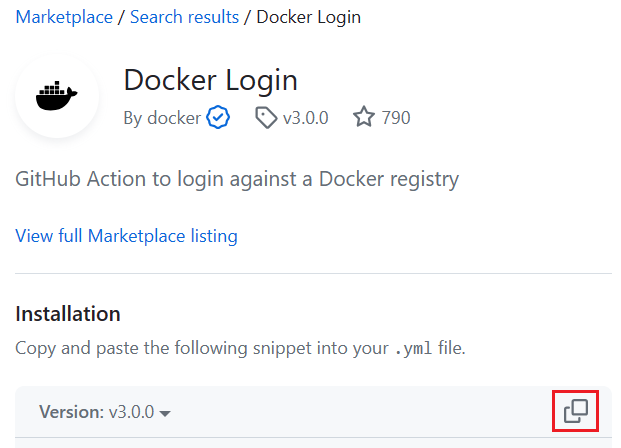 Marketplace / Search results / Docker Login
Docker Login
By docker v3.0.0 790
GitHub Action to login against a Docker registry
View full Marketplace listing
Installation
Copy and paste the following snippet into your .yml file.
Version: v3.0.0